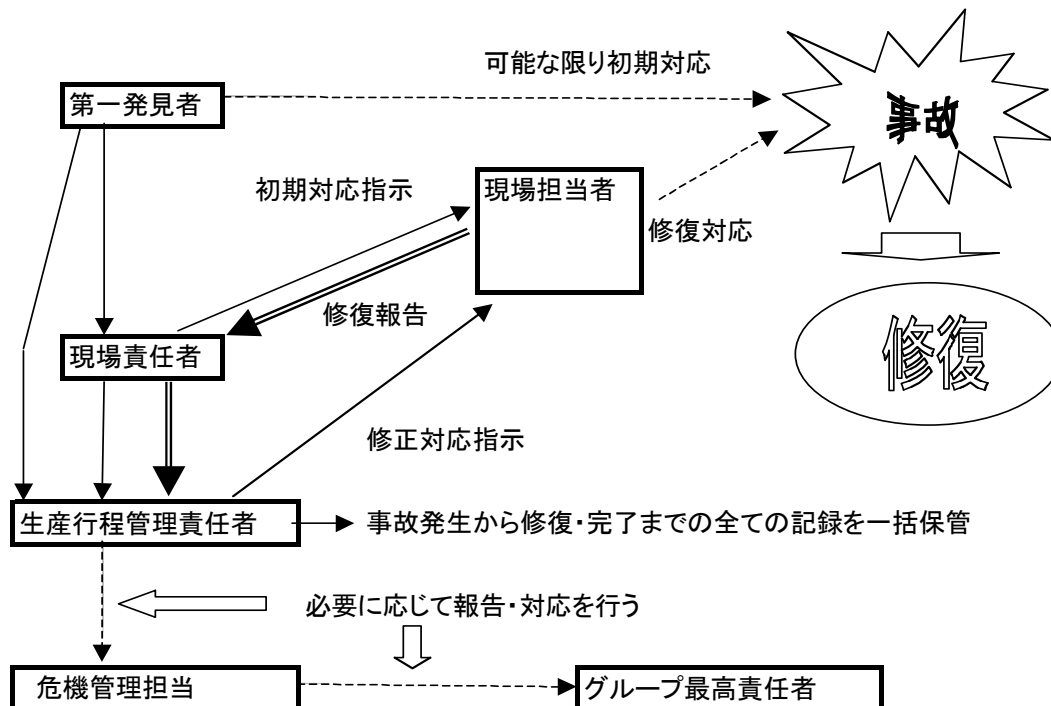 可能な限り初期対応
第一発見者
事故
初期対応指示
現場担当者
修復対応
修復報告
現場責任者
修復
修正対応指示
生産行程管理責任者
事故発生から修復・完了までの全ての記録を一括保管
必要に応じて報告・対応を行う
危機管理担当
グループ最高責任者